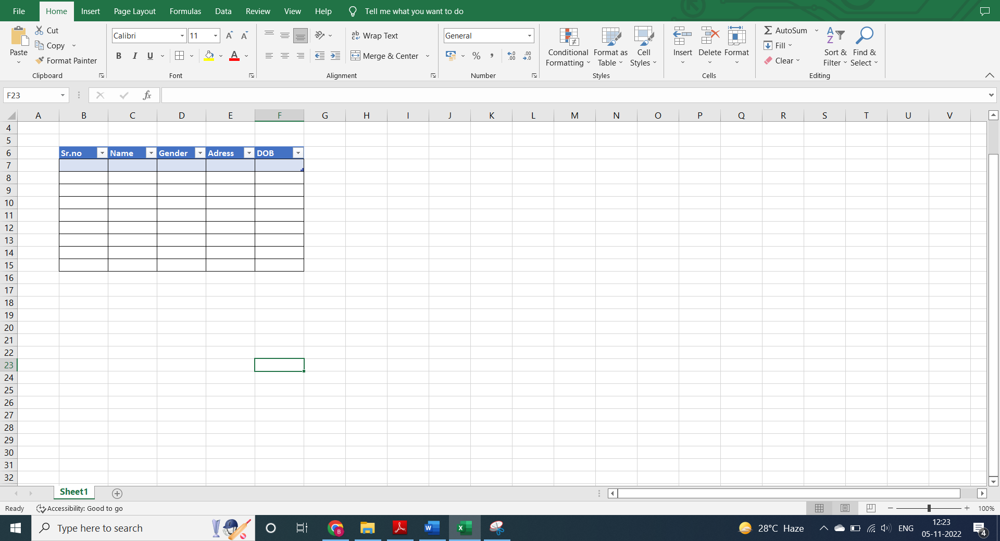 File Home Insert Page Layout Formulas Data Review View Help Tell me what you want to do
Paste
Cut
Copy
Format Painter
Clipboard
Calibri 11 A A
B I U A
Font
ab Wrap Text
Merge & Center
Alignment
General
% , .00 .00
Number
Conditional Formatting
Format as Table
Cell Styles
Styles
Insert Delete Format
Cells
AutoSum
Fill
Clear
Sort & Filter
Find & Select
Editing
F23 fx
A B C D E F G H I J K L M N O P Q R S T U V
4
5
6 Sr.no Name Gender Adress DOB
7
8
9
10
11
12
13
14
15
16
17
18
19
20
21
22
23
24
25
26
27
28
29
30
31
32
Sheet1
Ready Accessibility: Good to go 100%
Type here to search 28°C Haze ENG 12:23
05-11-2022 4